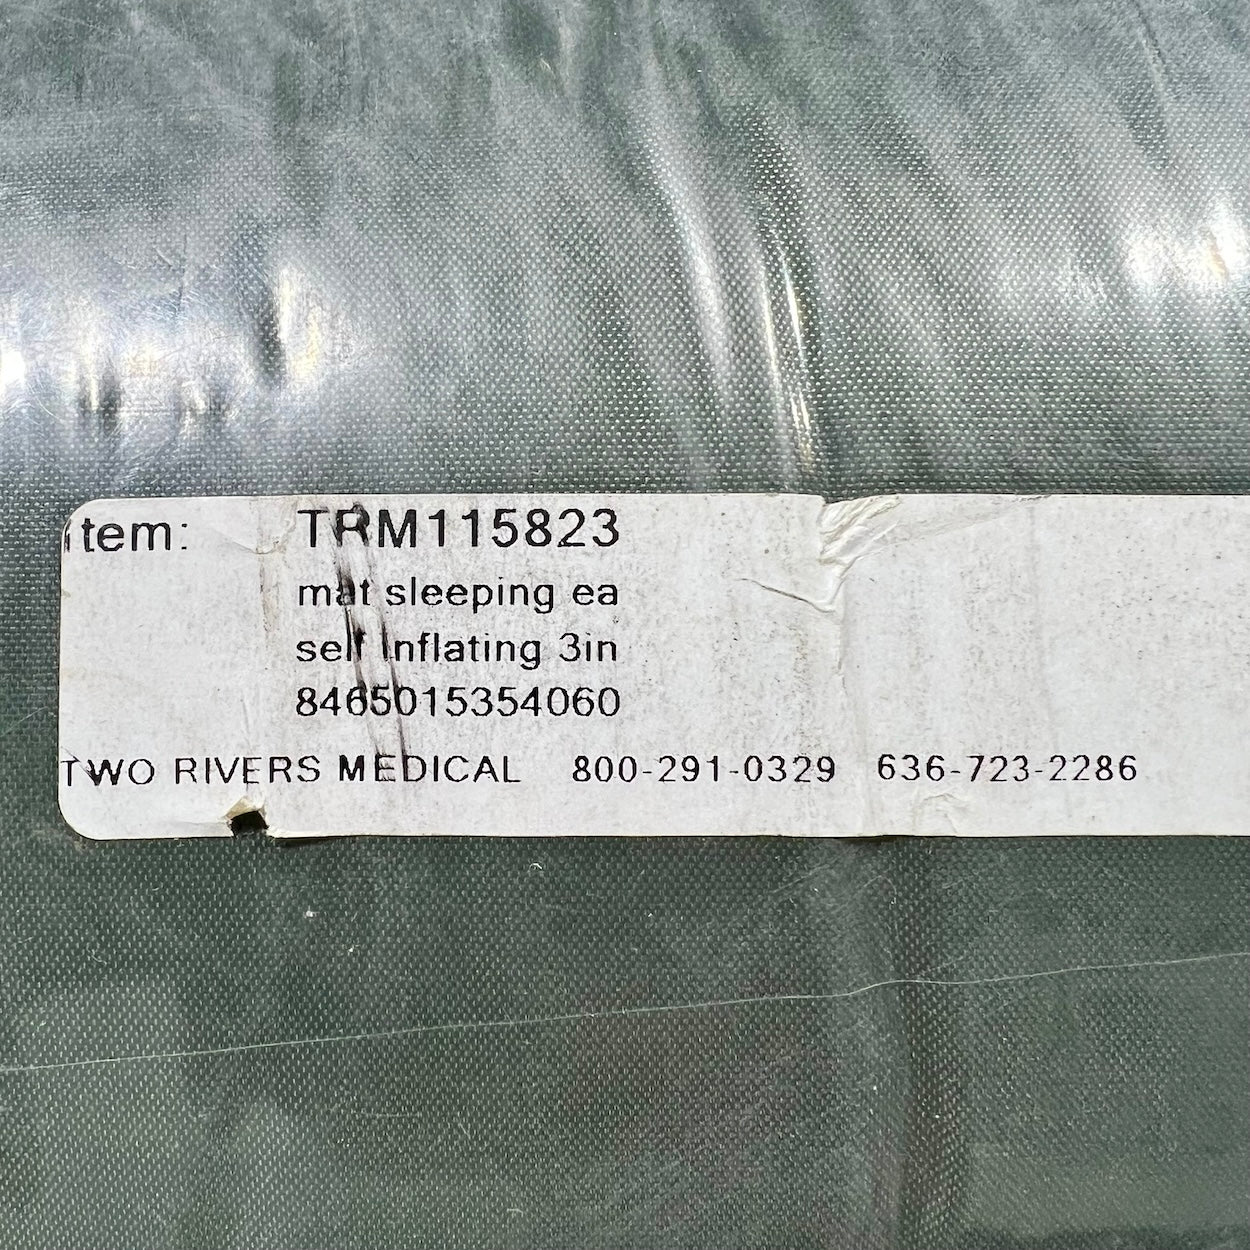 Item: TRM115823
mat sleeping ea
self Inflating 3in
8465015354060
TWO RIVERS MEDICAL 800-291-0329 636-723-2286